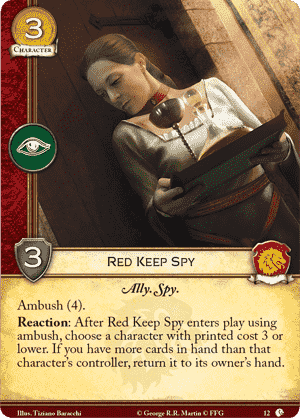 3
CHARACTER
3
RED KEEP SPY
Ally. Spy.
Ambush (4).
Reaction: After Red Keep Spy enters play using
ambush, choose a character with printed cost 3 or
lower. If you have more cards in hand than that
character's controller, return it to its owner's hand.
Illus. Tiziano Baracchi © George R.R. Martin © FFG 12